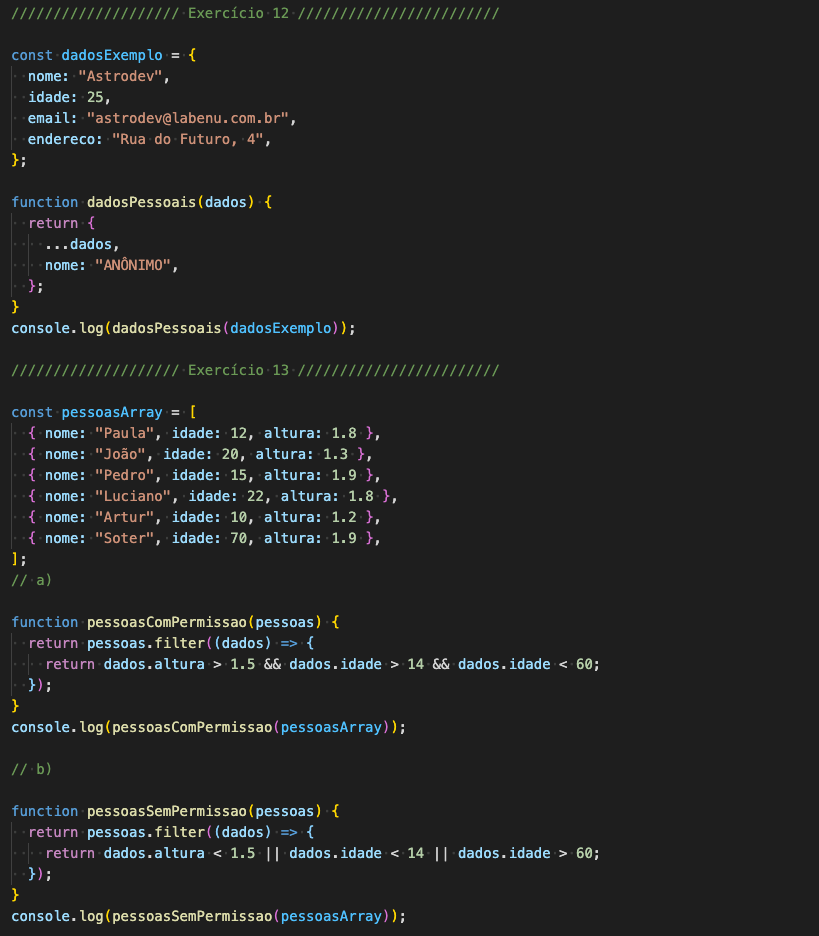 //////////////////// Exercício 12 ////////////////////////
const dadosExemplo = {
  nome: "Astrodev",
  idade: 25,
  email: "astrodev@labenu.com.br",
  endereco: "Rua do Futuro, 4",
};
function dadosPessoais(dados) {
  return {
    ...dados,
    nome: "ANÔNIMO",
  };
}
console.log(dadosPessoais(dadosExemplo));
//////////////////// Exercício 13 ////////////////////////
const pessoasArray = [
  { nome: "Paula", idade: 12, altura: 1.8 },
  { nome: "João", idade: 20, altura: 1.3 },
  { nome: "Pedro", idade: 15, altura: 1.9 },
  { nome: "Luciano", idade: 22, altura: 1.8 },
  { nome: "Artur", idade: 10, altura: 1.2 },
  { nome: "Soter", idade: 70, altura: 1.9 },
];
// a)
function pessoasComPermissao(pessoas) {
  return pessoas.filter((dados) => {
    return dados.altura > 1.5 && dados.idade > 14 && dados.idade < 60;
  });
}
console.log(pessoasComPermissao(pessoasArray));
// b)
function pessoasSemPermissao(pessoas) {
  return pessoas.filter((dados) => {
    return dados.altura < 1.5 || dados.idade < 14 || dados.idade > 60;
  });
}
console.log(pessoasSemPermissao(pessoasArray));